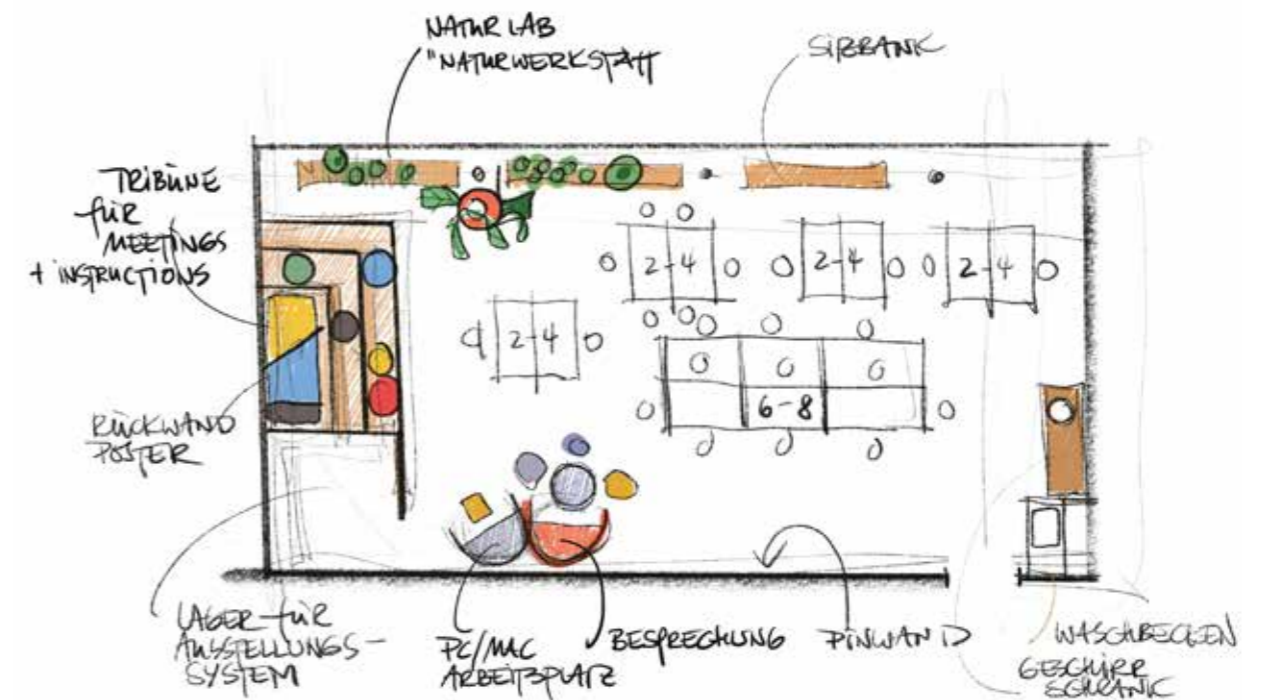 NATUR LAB
"NATURWERKSTATT
SITZBANK
TRIBÜNE
für
MEETINGS
+ INSTRUCTIONS
2-4
2-4
2-4
2-4
6-8
RÜCKWAND
POSTER
LAGER für
AUSSTELLUNGS-
SYSTEM
PC/MAC
ARBEITSPLATZ
BESPRECHUNG
PINWAND
WASCHBECKEN
GESCHIRR
SCHRANK